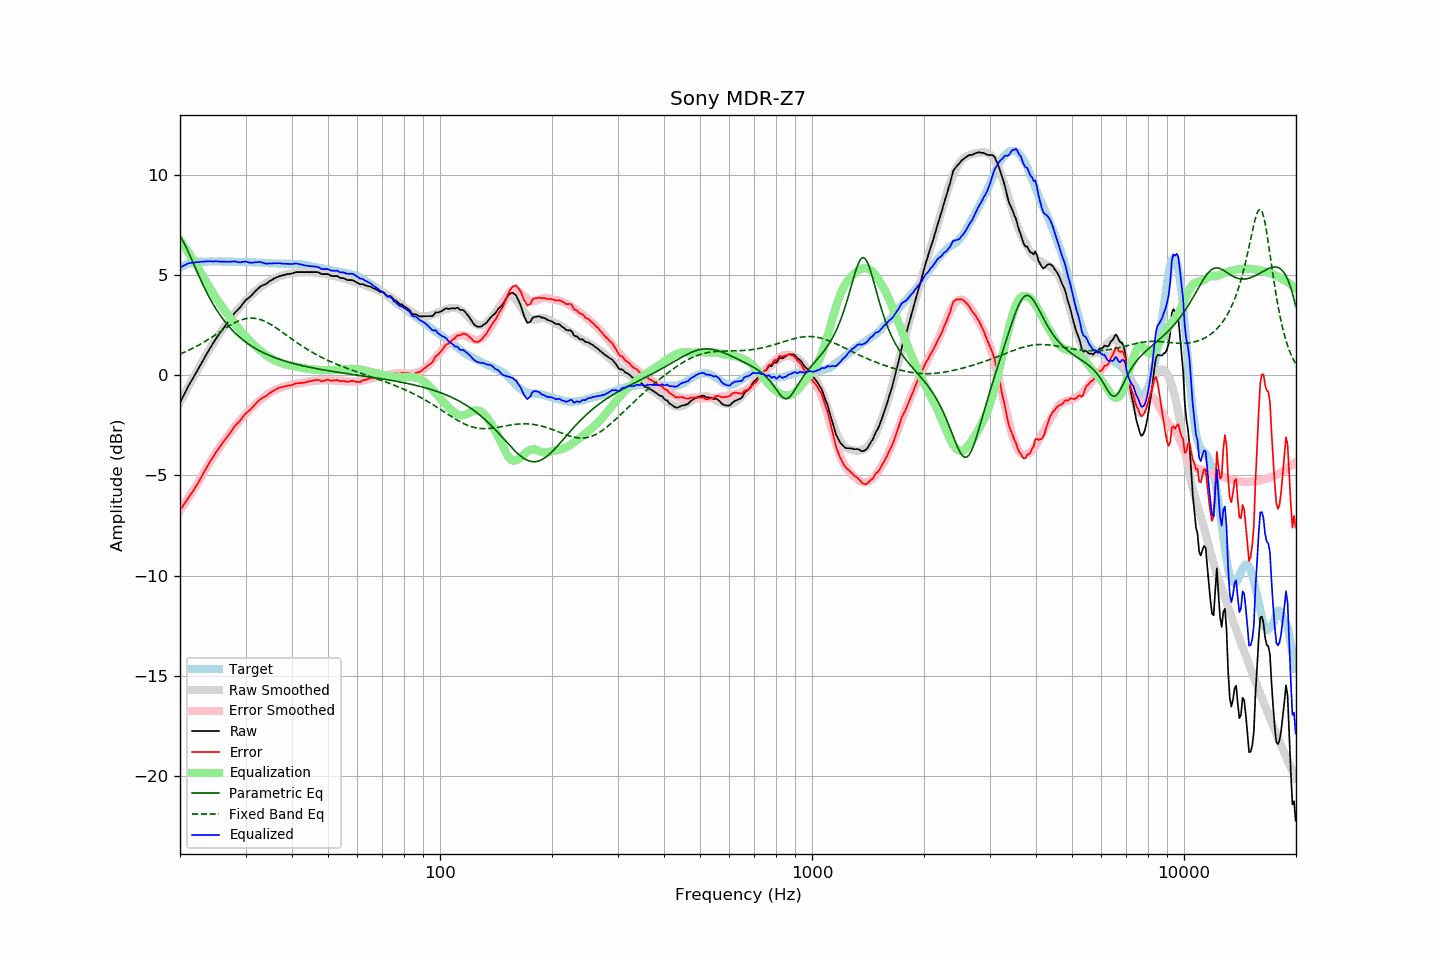 Sony MDR-Z7
Amplitude (dBr)
10
5
0
−5
−10
−15
−20
Target
Raw Smoothed
Error Smoothed
Raw
Error
Equalization
Parametric Eq
Fixed Band Eq
Equalized
100
1000
10000
Frequency (Hz)